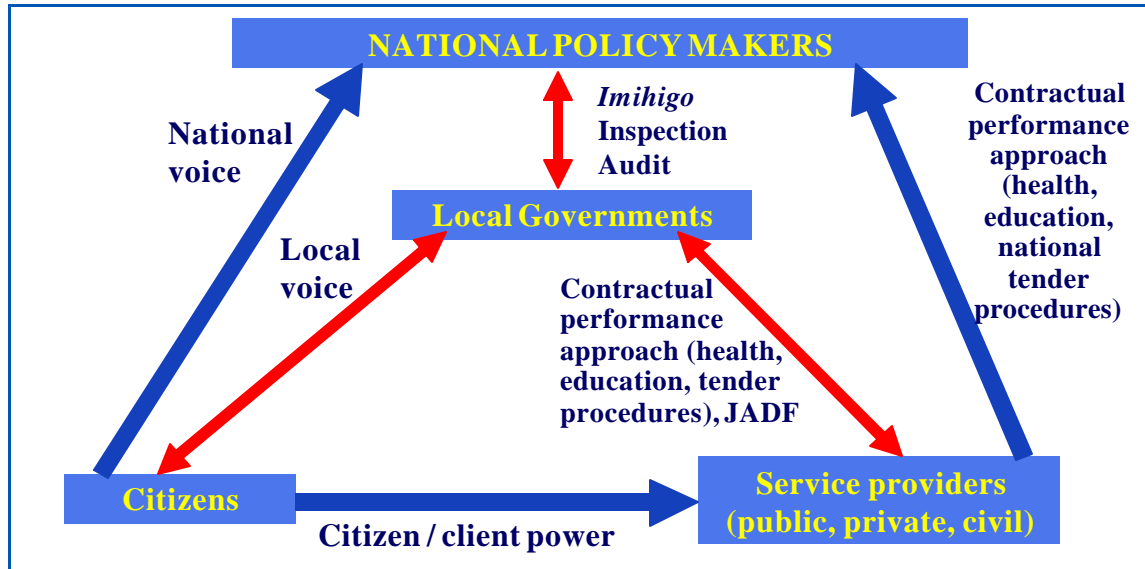 NATIONAL POLICY MAKERS
National
voice
Imihigo
Inspection
Audit
Contractual
performance
approach
(health,
education,
national
tender
procedures)
Local Governments
Local
voice
Contractual
performance
approach (health,
education, tender
procedures), JADF
Citizens
Citizen / client power
Service providers
(public, private, civil)